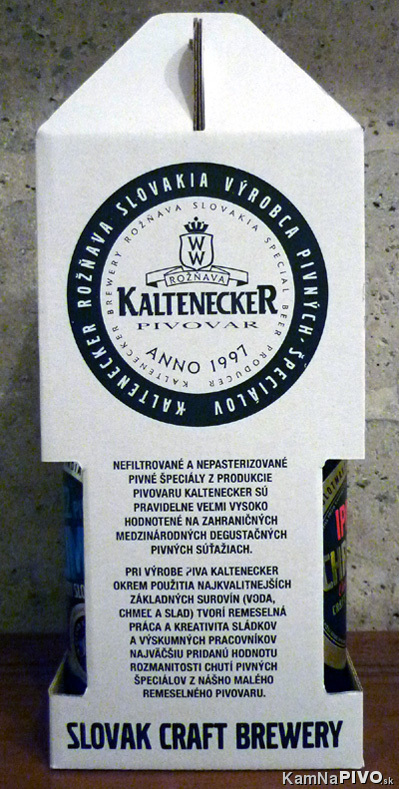 KALTENECKER ROŽŇAVA SLOVAKIA VÝROBCA PIVNÝCH ŠPECIÁLOV
KALTENECKER BREWERY ROŽŇAVA SLOVAKIA SPECIAL BEER PRODUCER
W
W
ROŽŇAVA
KALTENECKER
PIVOVAR
ANNO 1997
NEFILTROVANÉ A NEPASTERIZOVANÉ
PIVNÉ ŠPECIÁLY Z PRODUKCIE
PIVOVARU KALTENECKER SÚ
PRAVIDELNE VEĽMI VYSOKO
HODNOTENÉ NA ZAHRANIČNÝCH
MEDZINÁRODNÝCH DEGUSTAČNÝCH
PIVNÝCH SÚŤAŽIACH.
PRI VÝROBE PIVA KALTENECKER
OKREM POUŽITIA NAJKVALITNEJŠÍCH
ZÁKLADNÝCH SUROVÍN (VODA,
CHMEĽ A SLAD) TVORÍ REMESELNÁ
PRÁCA A KREATIVITA SLÁDKOV
A VÝSKUMNÝCH PRACOVNÍKOV
NAJVÄČŠIU PRIDANÚ HODNOTU
ROZMANITOSTI CHUTÍ PIVNÝCH
ŠPECIÁLOV Z NÁŠHO MALÉHO
REMESELNÉHO PIVOVARU.
SLOVAK CRAFT BREWERY
KamNaPIVO.sk